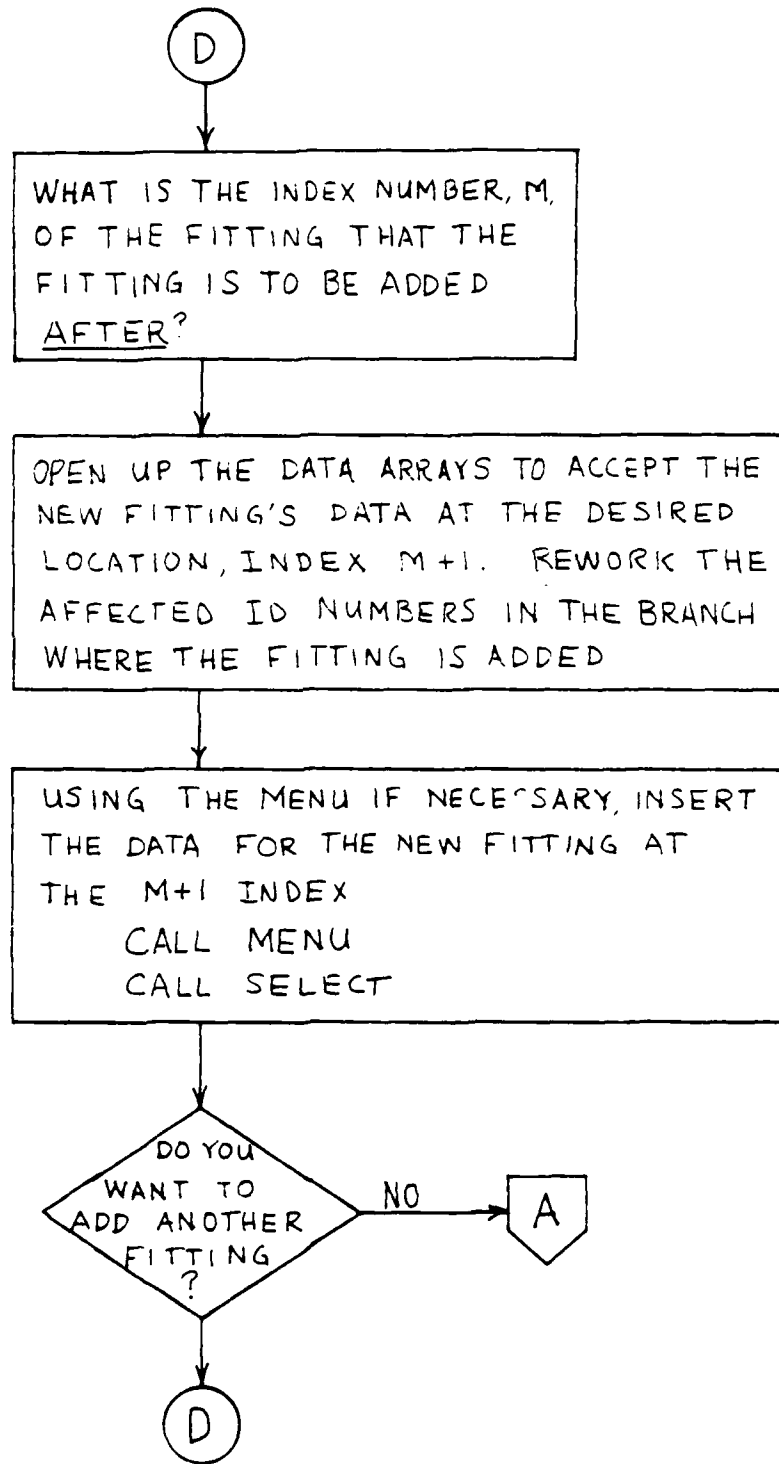 D
WHAT IS THE INDEX NUMBER, M,
OF THE FITTING THAT THE
FITTING IS TO BE ADDED
AFTER?
OPEN UP THE DATA ARRAYS TO ACCEPT THE
NEW FITTING'S DATA AT THE DESIRED
LOCATION, INDEX M+1. REWORK THE
AFFECTED ID NUMBERS IN THE BRANCH
WHERE THE FITTING IS ADDED
USING THE MENU IF NECESSARY, INSERT
THE DATA FOR THE NEW FITTING AT
THE M+1 INDEX
CALL MENU
CALL SELECT
DO YOU
WANT TO
ADD ANOTHER
FITTING
?
NO
A
D